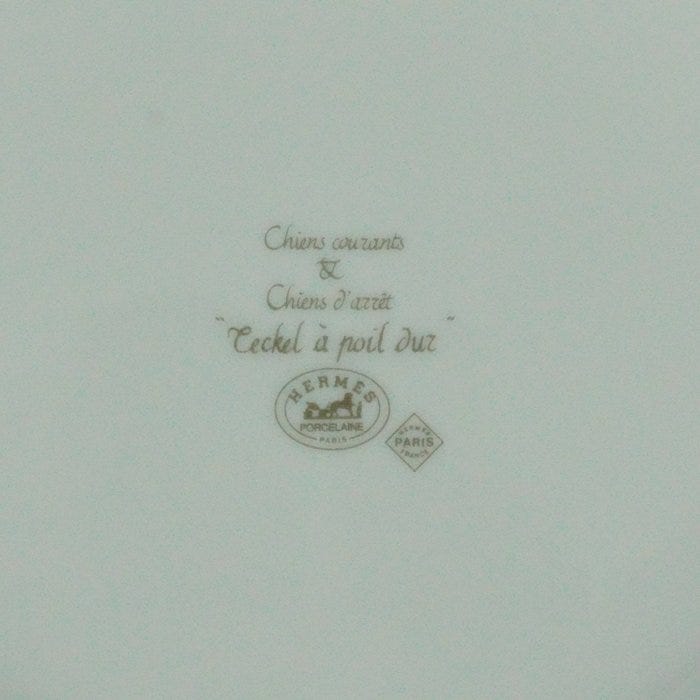 Chiens courants
&
Chiens d'arrêt
"Teckel à poil dur"
HERMES
PORCELAINE
PARIS
HERMES
PARIS
FRANCE